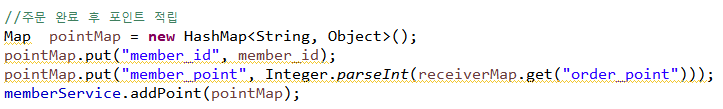 //주문 완료 후 포인트 적립
Map  pointMap = new HashMap<String, Object>();
pointMap.put("member_id", member_id);
pointMap.put("member_point", Integer.parseInt(receiverMap.get("order_point")));
memberService.addPoint(pointMap);